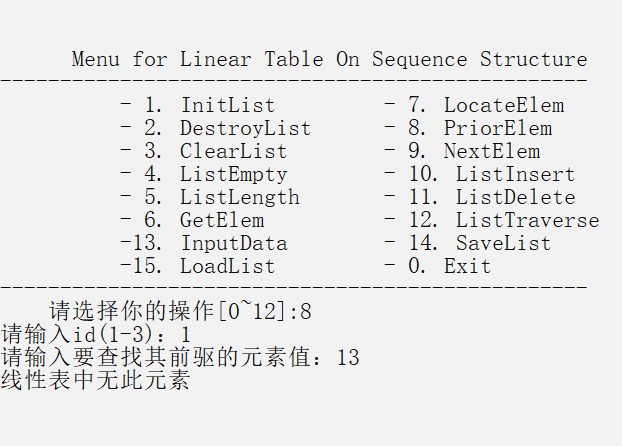 Menu for Linear Table On Sequence Structure
-------------------------------------------------
- 1. InitList - 7. LocateElem
- 2. DestroyList - 8. PriorElem
- 3. ClearList - 9. NextElem
- 4. ListEmpty - 10. ListInsert
- 5. ListLength - 11. ListDelete
- 6. GetElem - 12. ListTraverse
-13. InputData - 14. SaveList
-15. LoadList - 0. Exit
-------------------------------------------------
请选择你的操作[0~12]:8
请输入id(1-3)：1
请输入要查找其前驱的元素值：13
线性表中无此元素